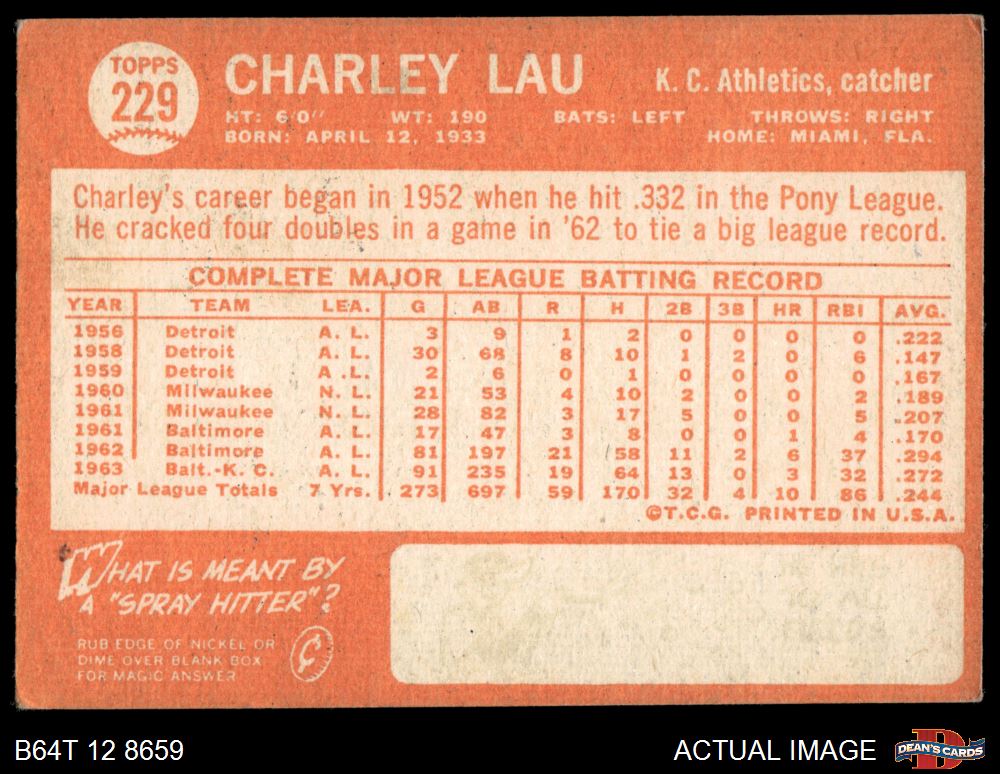 TOPPS
229
CHARLEY LAU
K. C. Athletics, catcher
HT: 6'0" WT: 190 BATS: LEFT THROWS: RIGHT
BORN: APRIL 12, 1933 HOME: MIAMI, FLA.
Charley's career began in 1952 when he hit .332 in the Pony League.
He cracked four doubles in a game in '62 to tie a big league record.
COMPLETE MAJOR LEAGUE BATTING RECORD
YEAR TEAM LEA. G AB R H 2B 3B HR RBI AVG.
1956 Detroit A. L. 3 9 1 2 0 0 0 0 .222
1958 Detroit A. L. 30 68 8 10 1 2 0 6 .147
1959 Detroit A .L. 2 6 0 1 0 0 0 0 .167
1960 Milwaukee N. L. 21 53 4 10 2 0 0 2 .189
1961 Milwaukee N. L. 28 82 3 17 5 0 0 5 .207
1961 Baltimore A. L. 17 47 3 8 0 0 1 4 .170
1962 Baltimore A. L. 81 197 21 58 11 2 6 37 .294
1963 Balt.-K. C. A. L. 91 235 19 64 13 0 3 32 .272
Major League Totals 7 Yrs. 273 697 59 170 32 4 10 86 .244
©T.C.G. PRINTED IN U.S.A.
WHAT IS MEANT BY
A "SPRAY HITTER"?
RUB EDGE OF NICKEL OR
DIME OVER BLANK BOX
FOR MAGIC ANSWER
B64T 12 8659
ACTUAL IMAGE
DEAN'S CARDS